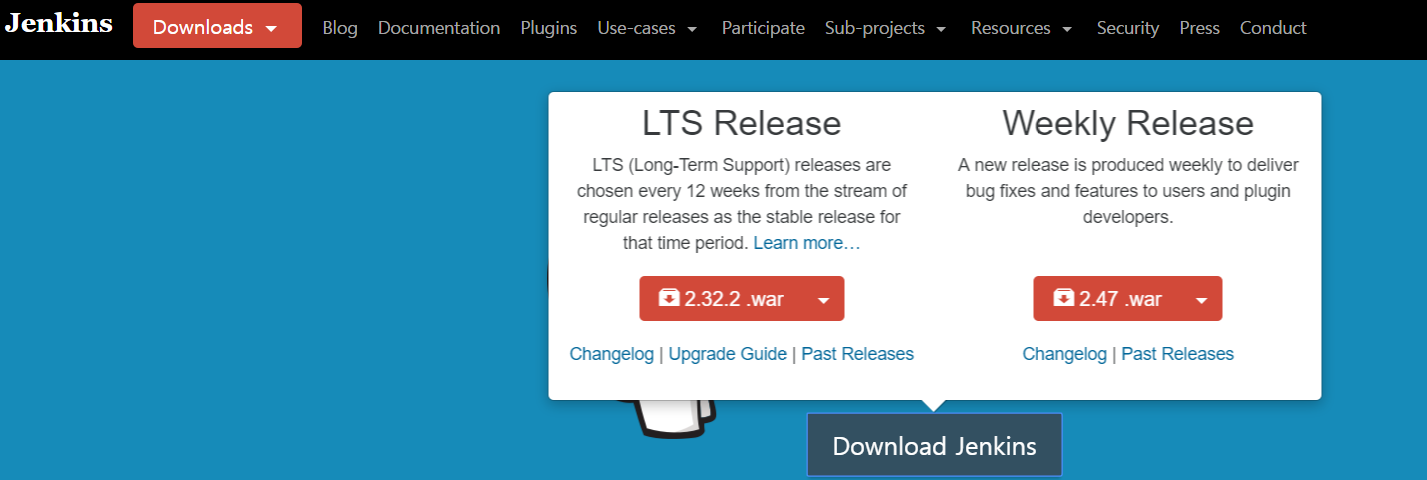 Jenkins Downloads Blog Documentation Plugins Use-cases Participate Sub-projects Resources Security Press Conduct
LTS Release
LTS (Long-Term Support) releases are
chosen every 12 weeks from the stream of
regular releases as the stable release for
that time period. Learn more…
2.32.2 .war
Changelog | Upgrade Guide | Past Releases
Weekly Release
A new release is produced weekly to deliver
bug fixes and features to users and plugin
developers.
2.47 .war
Changelog | Past Releases
Download Jenkins